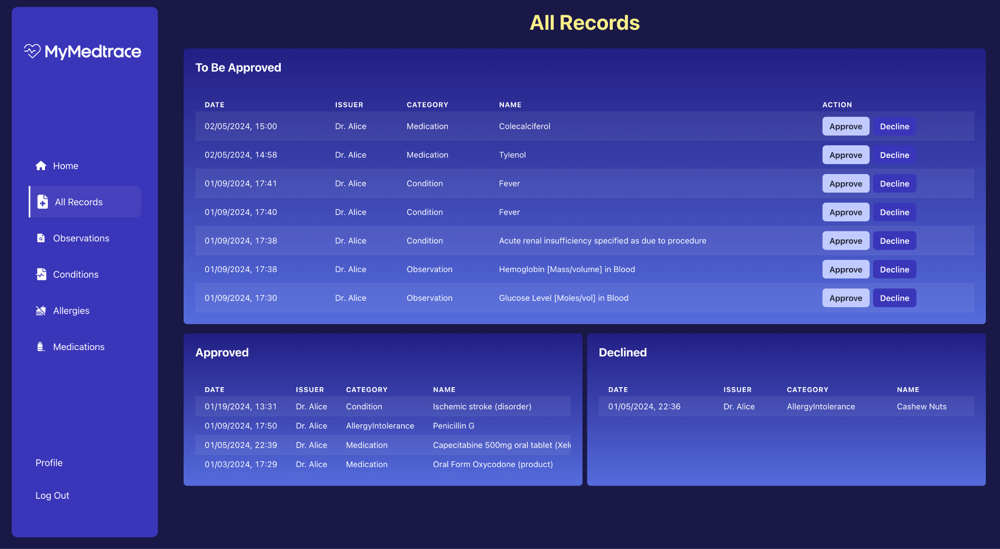 MyMedtrace
Home
All Records
Observations
Conditions
Allergies
Medications
Profile
Log Out
All Records
To Be Approved
DATE ISSUER CATEGORY NAME ACTION
02/05/2024, 15:00 Dr. Alice Medication Colecalciferol Approve Decline
02/05/2024, 14:58 Dr. Alice Medication Tylenol Approve Decline
01/09/2024, 17:41 Dr. Alice Condition Fever Approve Decline
01/09/2024, 17:40 Dr. Alice Condition Fever Approve Decline
01/09/2024, 17:38 Dr. Alice Condition Acute renal insufficiency specified as due to procedure Approve Decline
01/09/2024, 17:38 Dr. Alice Observation Hemoglobin [Mass/volume] in Blood Approve Decline
01/09/2024, 17:30 Dr. Alice Observation Glucose Level [Moles/vol] in Blood Approve Decline
Approved
DATE ISSUER CATEGORY NAME
01/19/2024, 13:31 Dr. Alice Condition Ischemic stroke (disorder)
01/09/2024, 17:50 Dr. Alice AllergyIntolerance Penicillin G
01/05/2024, 22:39 Dr. Alice Medication Capecitabine 500mg oral tablet
01/03/2024, 17:29 Dr. Alice Medication Oral Form Oxycodone (product)
Declined
DATE ISSUER CATEGORY NAME
01/05/2024, 22:36 Dr. Alice AllergyIntolerance Cashew Nuts